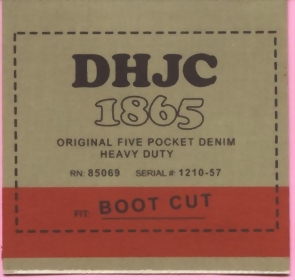 DHJC
1865
ORIGINAL FIVE POCKET DENIM
HEAVY DUTY
RN: 85069 SERIAL #: 1210-57
FIT: BOOT CUT